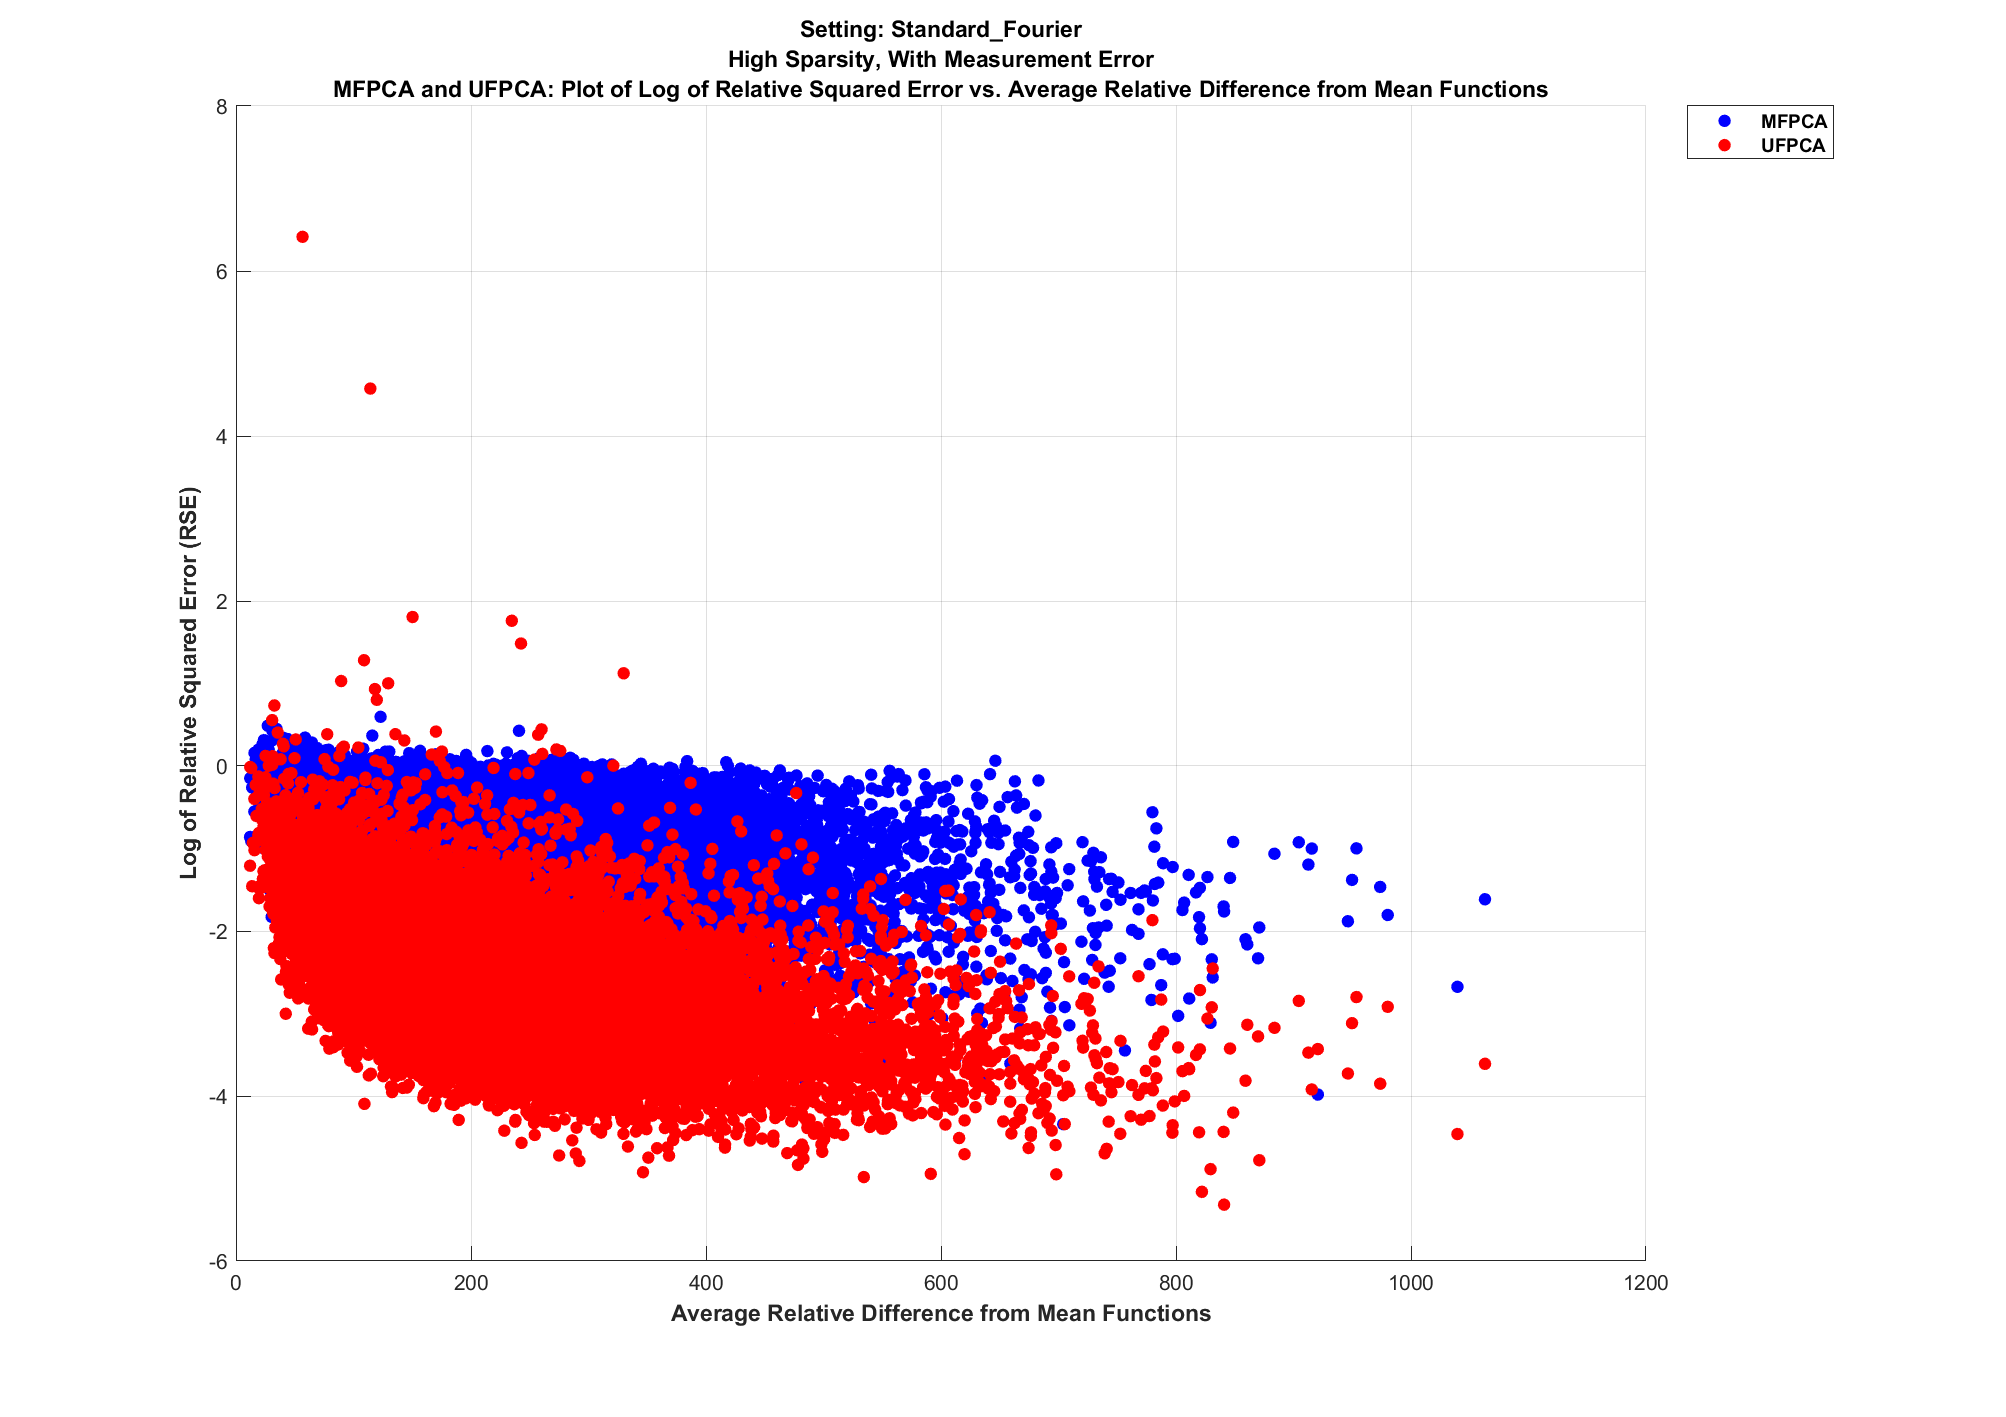 Setting: Standard_Fourier
High Sparsity, With Measurement Error
MFPCA and UFPCA: Plot of Log of Relative Squared Error vs. Average Relative Difference from Mean Functions
MFPCA
UFPCA
Log of Relative Squared Error (RSE)
8
6
4
2
0
-2
-4
-6
0 200 400 600 800 1000 1200
Average Relative Difference from Mean Functions